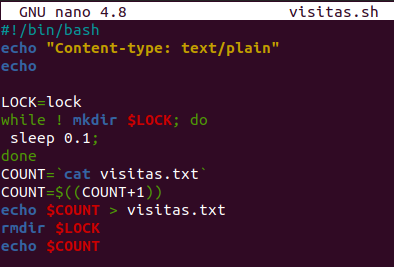 GNU nano 4.8 visitas.sh
#!/bin/bash
echo "Content-type: text/plain"
echo
LOCK=lock
while ! mkdir $LOCK; do
 sleep 0.1;
done
COUNT=`cat visitas.txt`
COUNT=$((COUNT+1))
echo $COUNT > visitas.txt
rmdir $LOCK
echo $COUNT